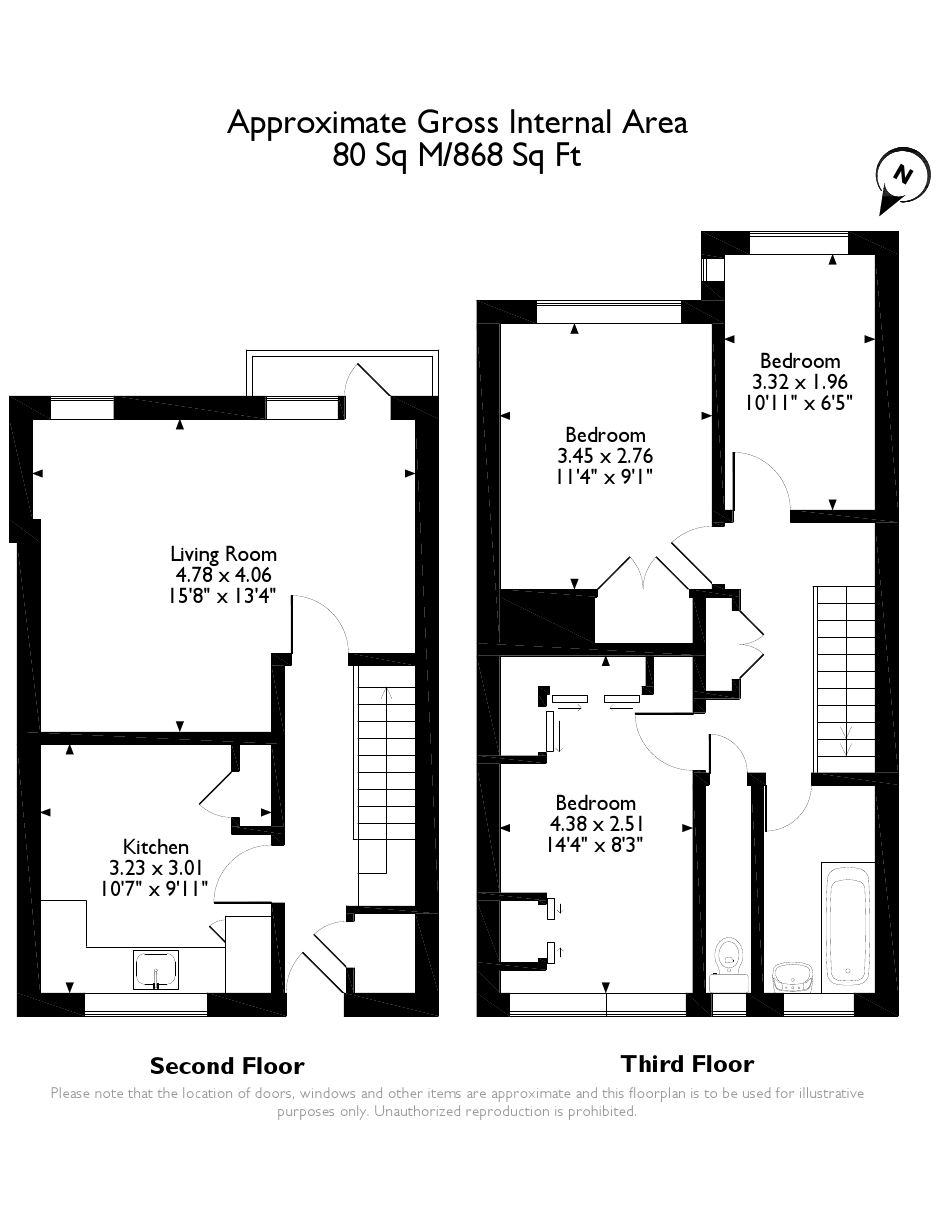 Approximate Gross Internal Area
80 Sq M/868 Sq Ft
N
Bedroom
3.32 x 1.96
10'11" x 6'5"
Bedroom
3.45 x 2.76
11'4" x 9'1"
Living Room
4.78 x 4.06
15'8" x 13'4"
Bedroom
4.38 x 2.51
14'4" x 8'3"
Kitchen
3.23 x 3.01
10'7" x 9'11"
Second Floor
Third Floor
Please note that the location of doors, windows and other items are approximate and this floorplan is to be used for illustrative
purposes only. Unauthorized reproduction is prohibited.